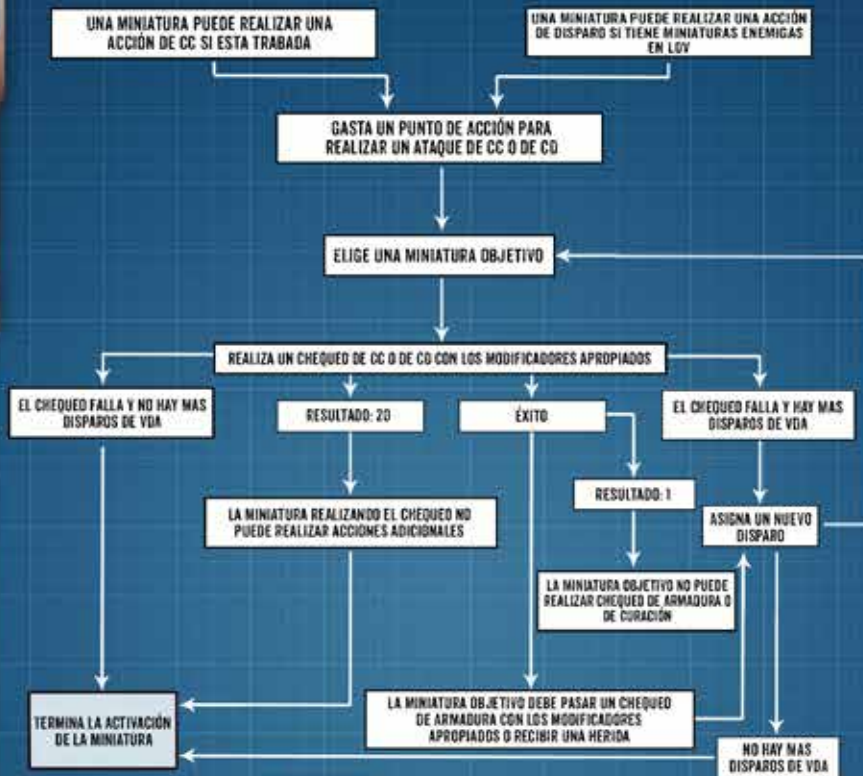 UNA MINIATURA PUEDE REALIZAR UNA
ACCIÓN DE CC SI ESTA TRABADA
UNA MINIATURA PUEDE REALIZAR UNA ACCIÓN
DE DISPARO SI TIENE MINIATURAS ENEMIGAS
EN LOV
GASTA UN PUNTO DE ACCIÓN PARA
REALIZAR UN ATAQUE DE CC O DE CD
ELIGE UNA MINIATURA OBJETIVO
REALIZA UN CHEQUEO DE CC O DE CD CON LOS MODIFICADORES APROPIADOS
EL CHEQUEO FALLA Y NO HAY MAS
DISPAROS DE VDA
RESULTADO: 20
ÉXITO
EL CHEQUEO FALLA Y HAY MAS
DISPAROS DE VDA
RESULTADO: 1
LA MINIATURA REALIZANDO EL CHEQUEO NO
PUEDE REALIZAR ACCIONES ADICIONALES
ASIGNA UN NUEVO
DISPARO
LA MINIATURA OBJETIVO NO PUEDE
REALIZAR CHEQUEO DE ARMADURA O
DE CURACIÓN
TERMINA LA ACTIVACIÓN
DE LA MINIATURA
LA MINIATURA OBJETIVO DEBE PASAR UN CHEQUEO
DE ARMADURA CON LOS MODIFICADORES
APROPIADOS O RECIBIR UNA HERIDA
NO HAY MAS
DISPAROS DE VDA